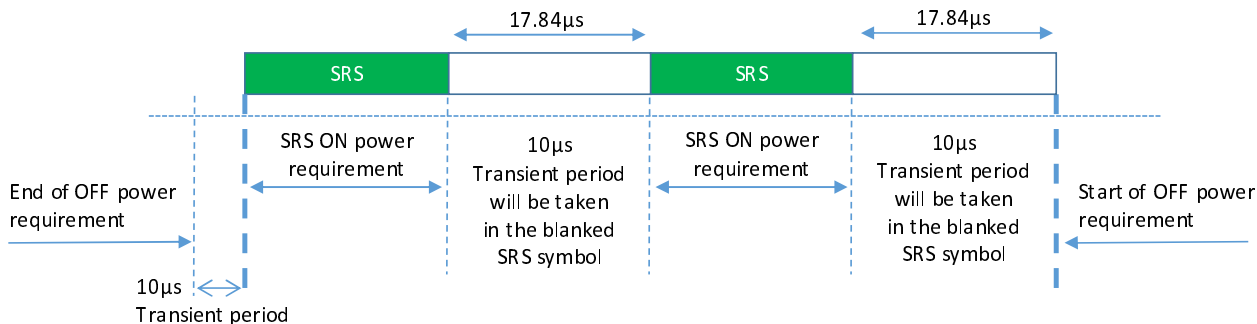 17.84µs
17.84µs
SRS
SRS
SRS ON power
requirement
10µs
Transient period
will be taken
in the blanked
SRS symbol
SRS ON power
requirement
10µs
Transient period
will be taken
in the blanked
SRS symbol
End of OFF power
requirement
Start of OFF power
requirement
10µs
Transient period